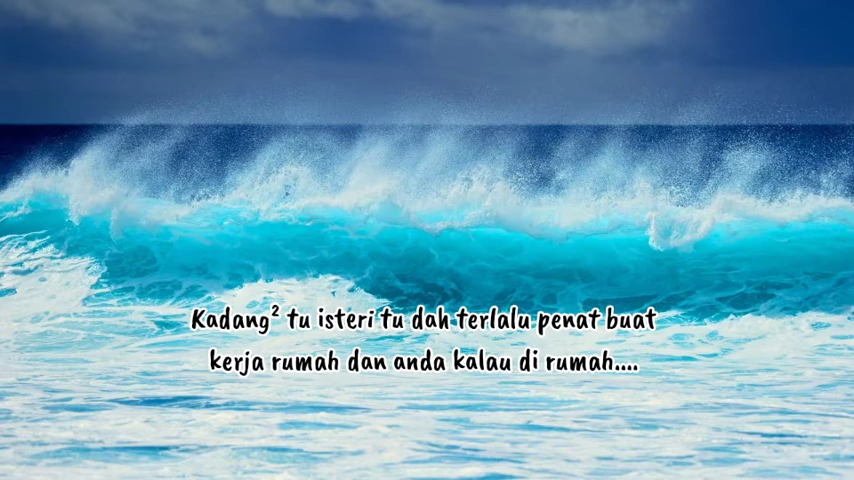 Kadang² tu isteri tu dah terlalu penat buat
kerja rumah dan anda kalau di rumah....